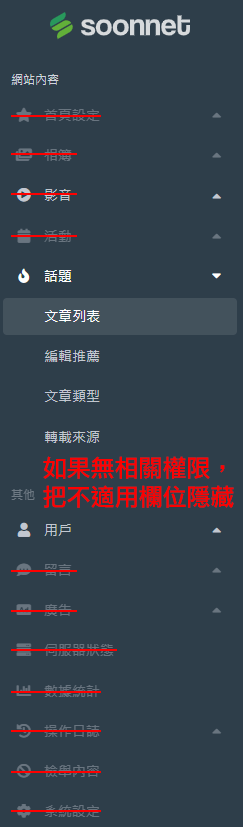 soonnet
網站內容
首頁設定
相簿
影音
活動
話題
文章列表
編輯推薦
文章類型
轉載來源
如果無相關權限，
其他
把不適用欄位隱藏
用戶
留言
廣告
伺服器狀態
數據統計
操作日誌
檢舉內容
系統設定